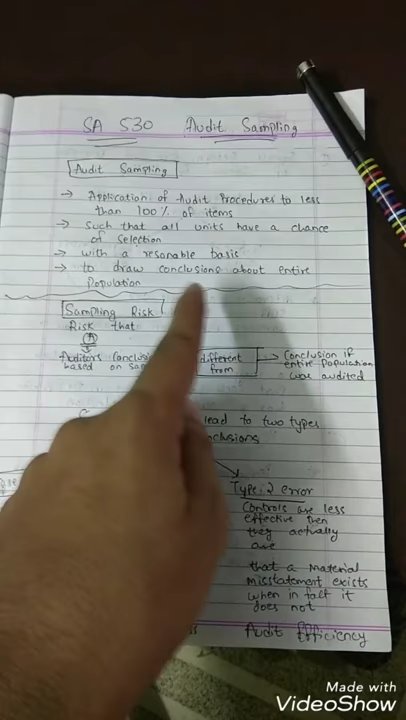 SA 530 Audit Sampling
Audit Sampling
→ Application of Audit Procedures to less
than 100% of items
→ Such that all units have a chance
of selection
→ with a resonable basis
→ to draw conclusions about entire
Population
Sampling Risk
Risk that
Auditors
based on
different
from
→ Conclusion if
entire population
was audited
lead to two types
Type: 2 error
Controls are less
effective then
they actually
are
that a Material
Misstatement exists
when in fact it
does not
Audit Efficiency
Made with
VideoShow